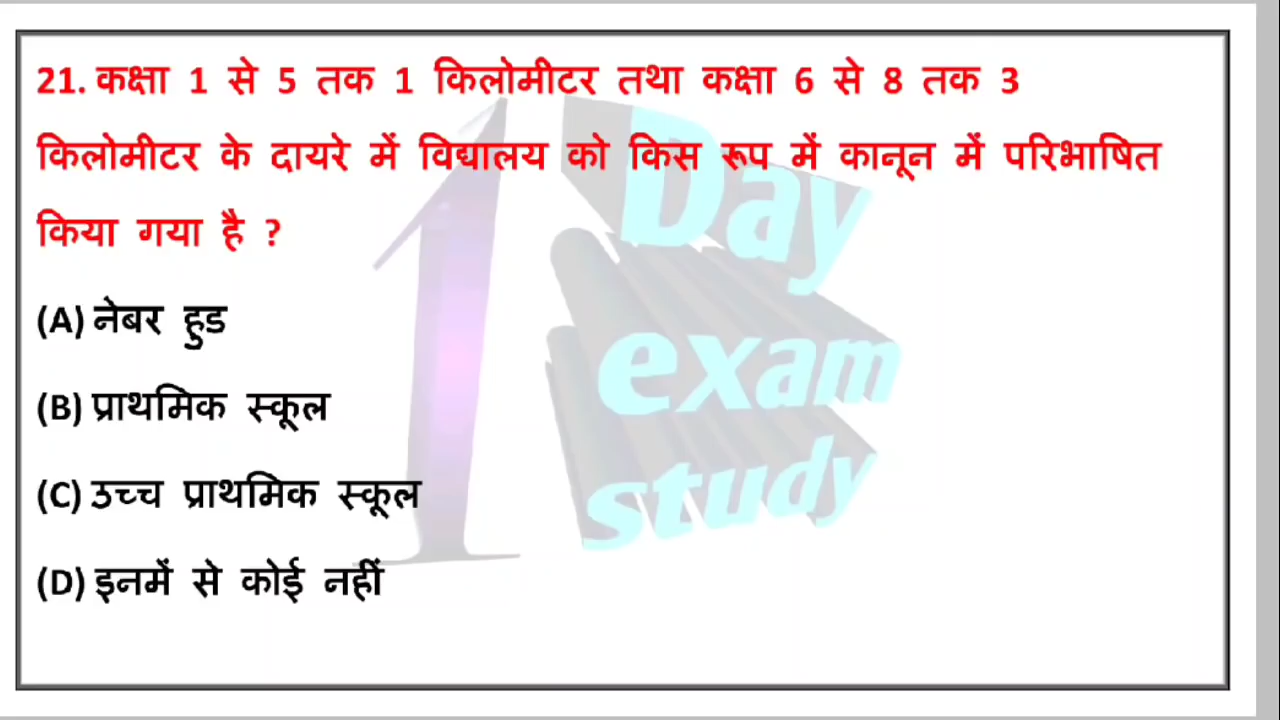 21. कक्षा 1 से 5 तक 1 किलोमीटर तथा कक्षा 6 से 8 तक 3
किलोमीटर के दायरे में विद्यालय को किस रूप में कानून में परिभाषित
किया गया है ?
(A) नेबर हुड
(B) प्राथमिक स्कूल
(C) उच्च प्राथमिक स्कूल
(D) इनमें से कोई नहीं
1 Day
exam
study